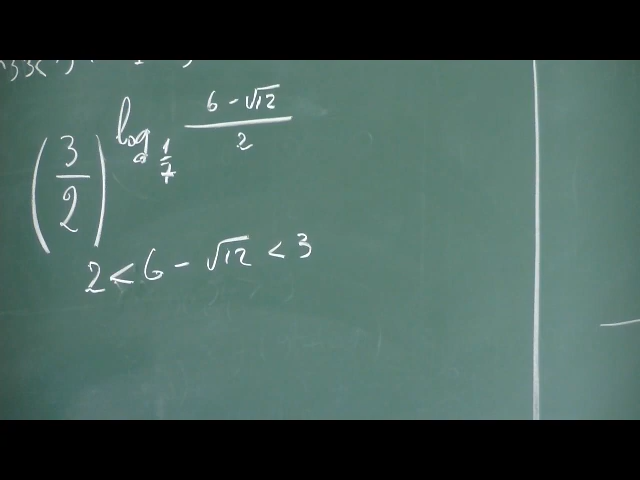 (3/2)^log_{1/7} (6 - √12)/2
2 < 6 - √12 < 3